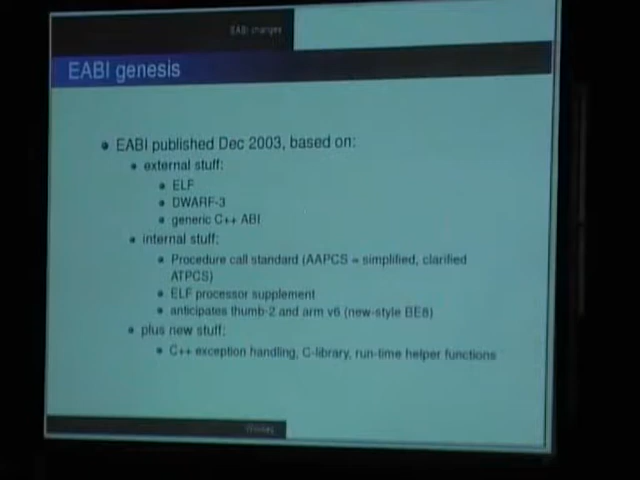 EABI changes
EABI genesis
EABI published Dec 2003, based on:
external stuff:
ELF
DWARF-3
generic C++ ABI
internal stuff:
Procedure call standard (AAPCS = simplified, clarified
ATPCS)
ELF processor supplement
anticipates thumb-2 and arm v6 (new-style BE8)
plus new stuff:
C++ exception handling, C-library, run-time helper functions